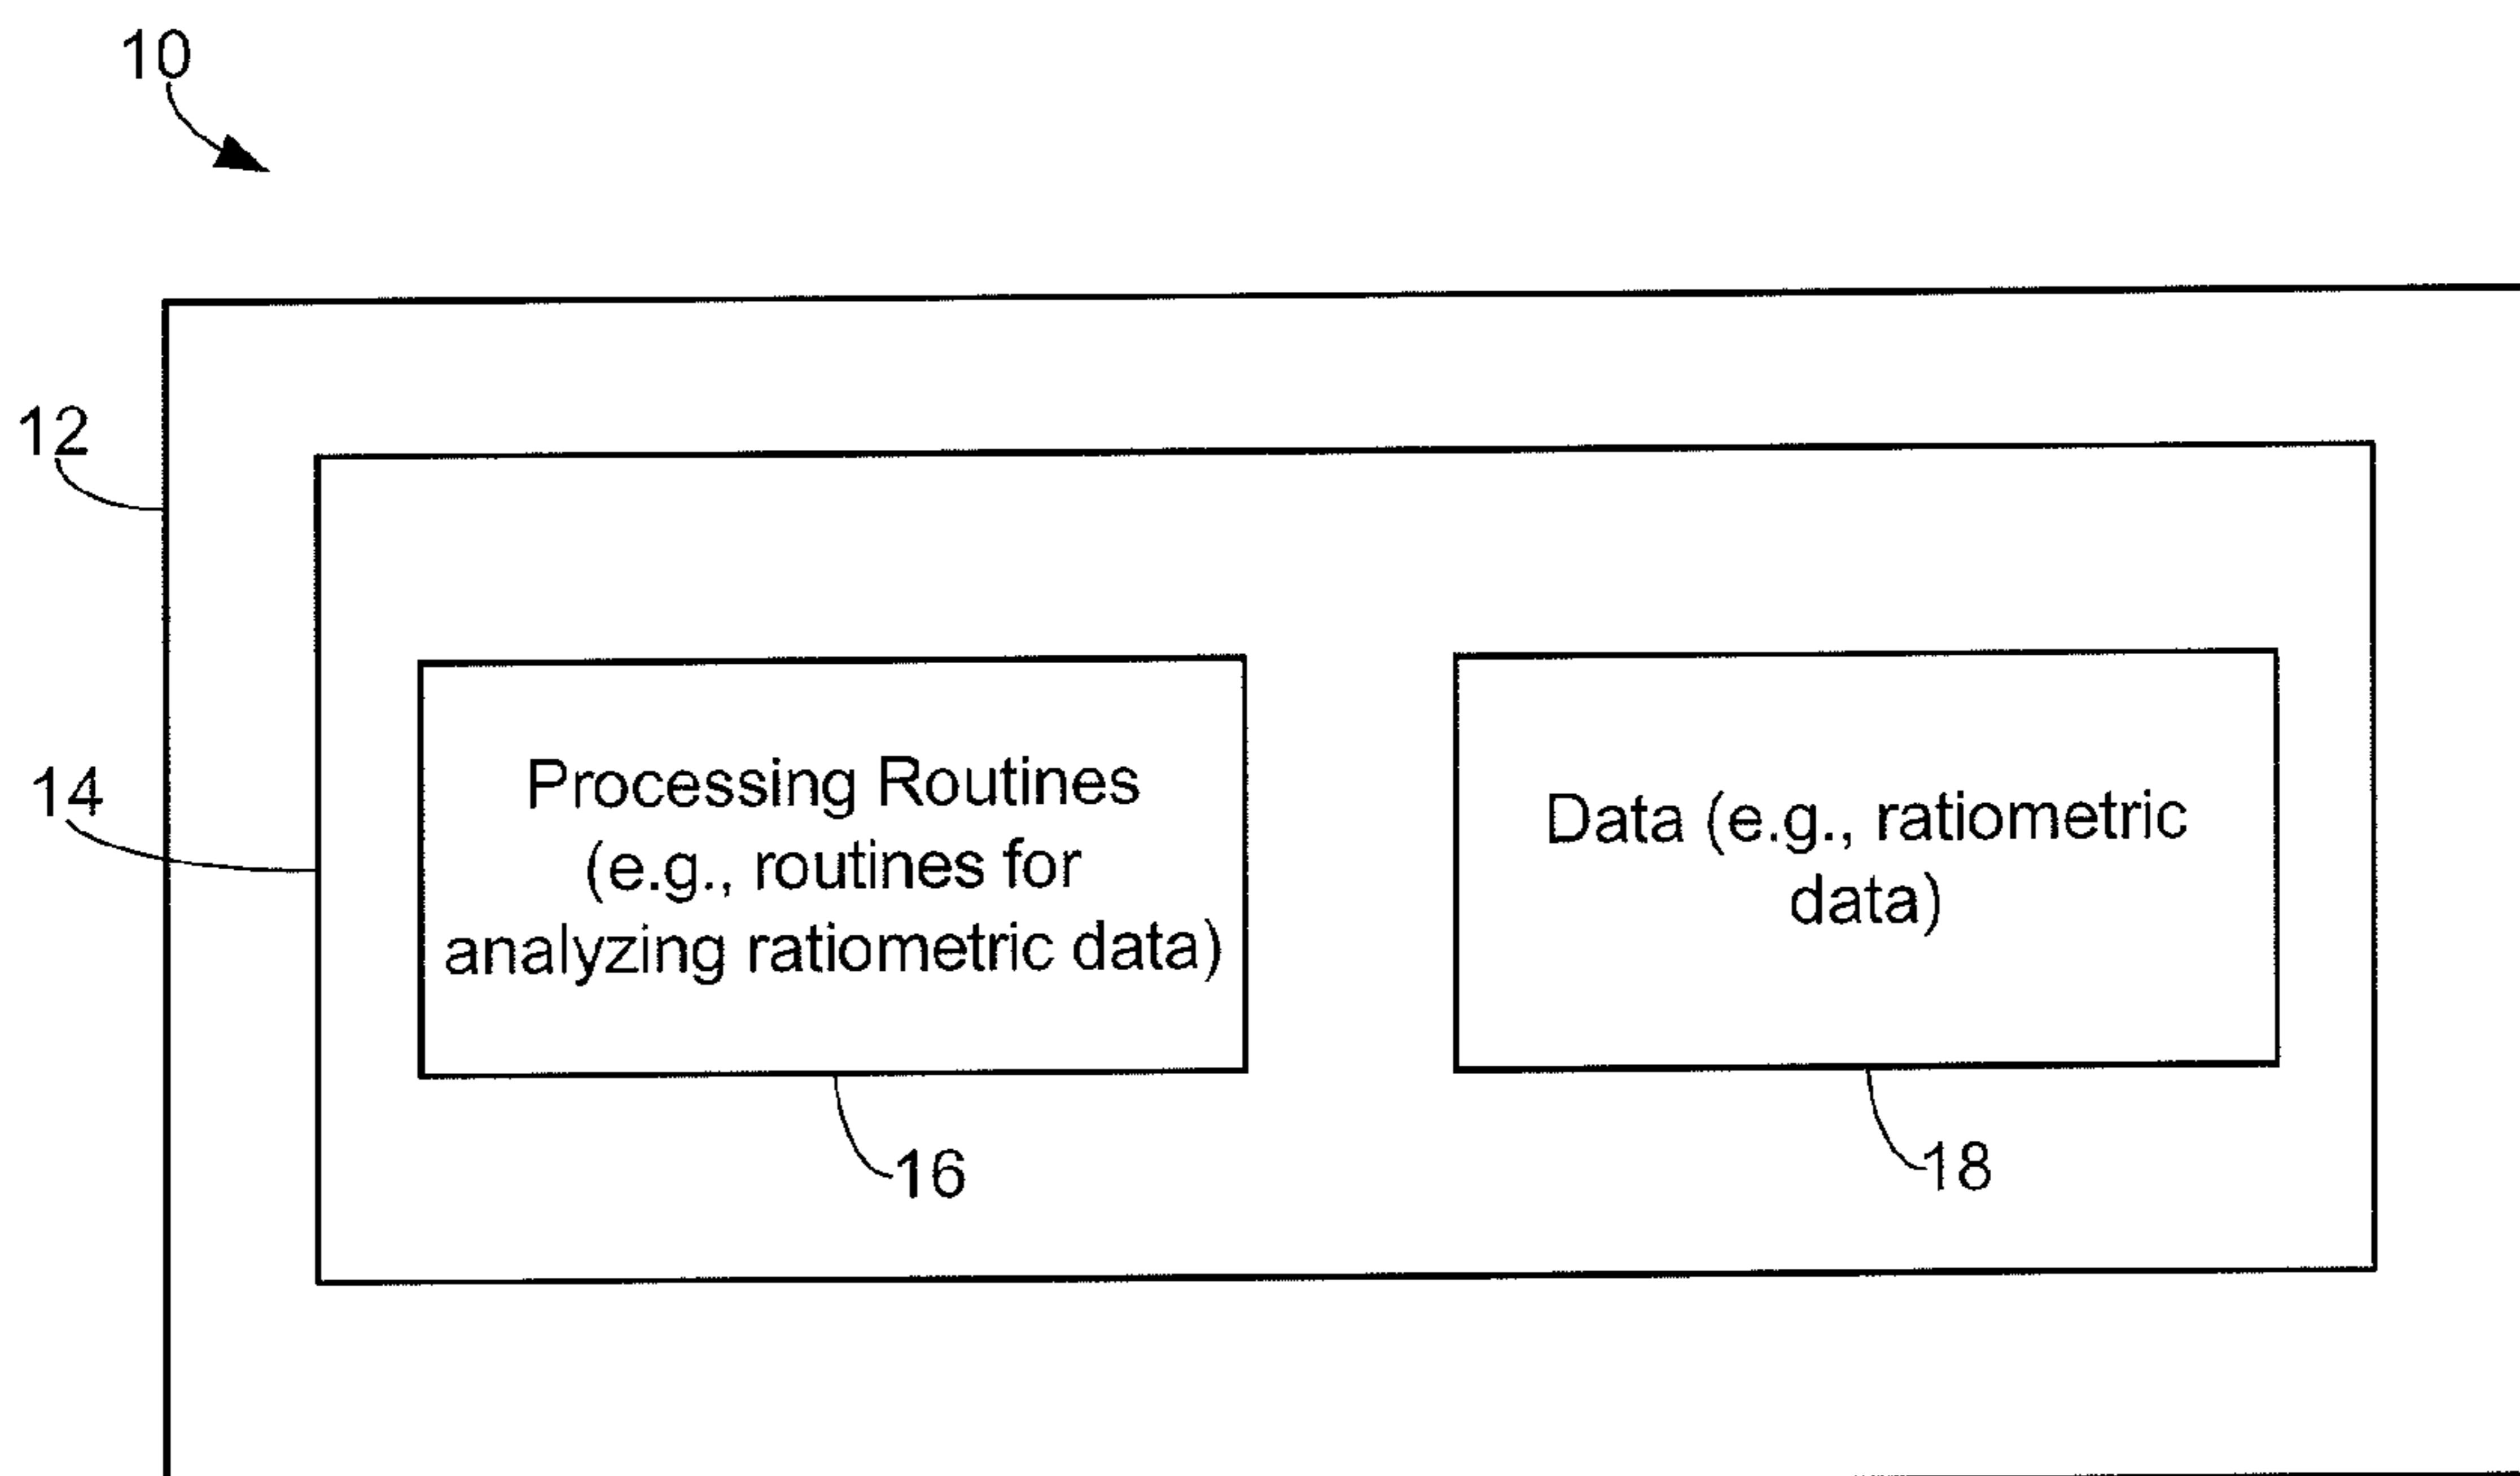 10
12
14
Processing Routines
(e.g., routines for
analyzing ratiometric data)
Data (e.g., ratiometric
data)
16
18